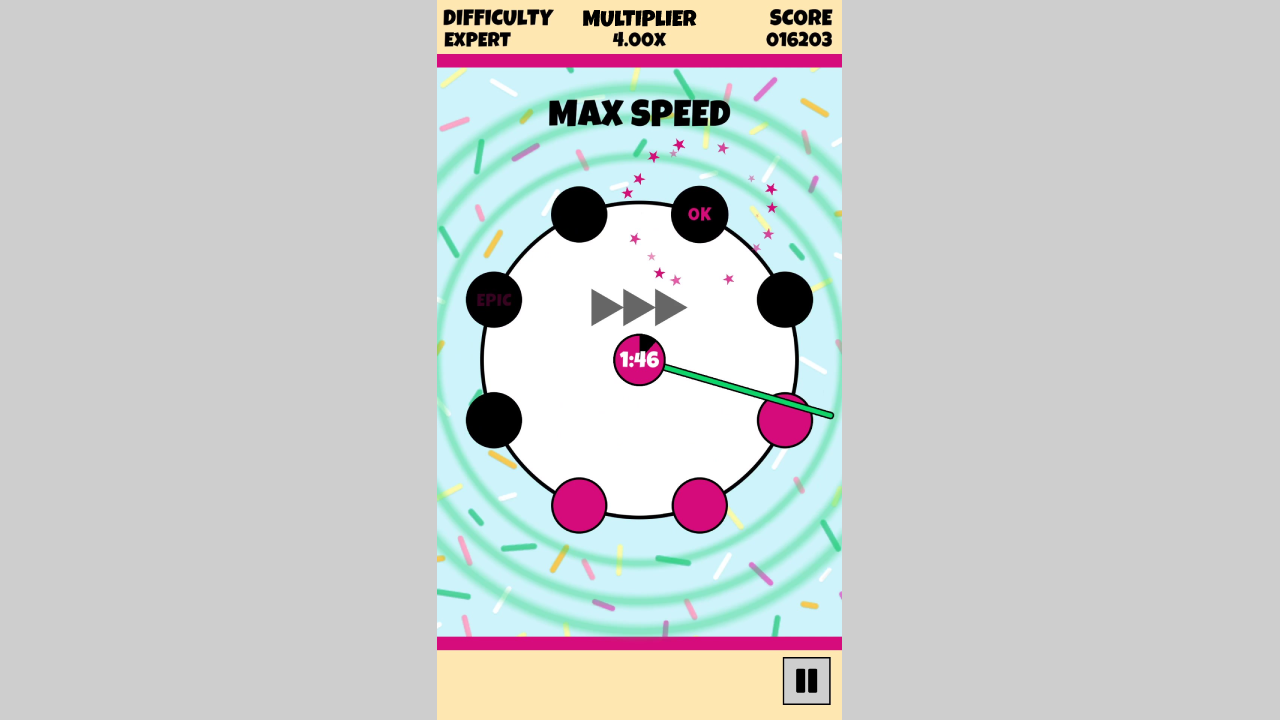 DIFFICULTY MULTIPLIER SCORE
EXPERT 4.00X 016203
MAX SPEED
OK
EPIC
1:46